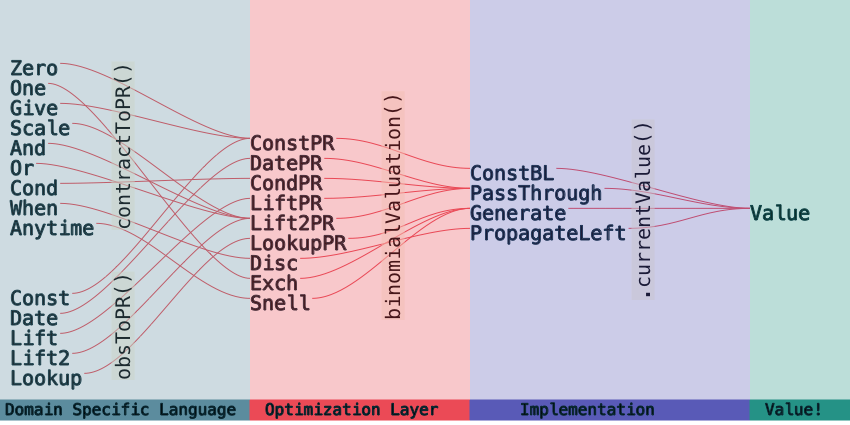 Zero
One
Give
Scale
And
Or
Cond
When
Anytime
contractToPR()
Const
Date
Lift
Lift2
Lookup
obsToPR()
ConstPR
DatePR
CondPR
LiftPR
Lift2PR
LookupPR
Disc
Exch
Snell
binomialValuation()
ConstBL
PassThrough
Generate
PropagateLeft
.currentValue()
Value
Domain Specific Language
Optimization Layer
Implementation
Value!